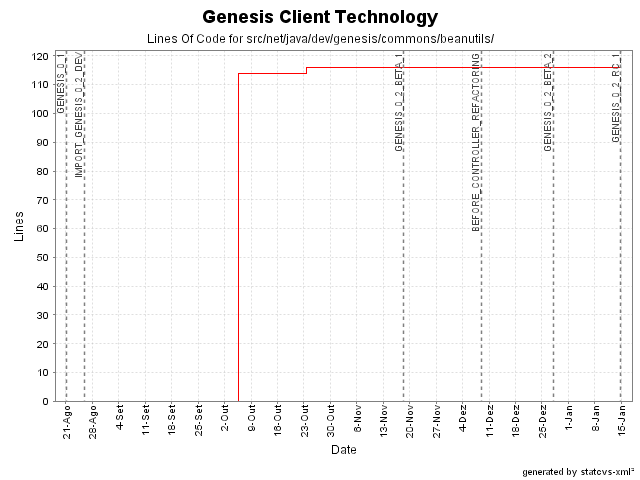 Genesis Client Technology
Lines Of Code for src/net/java/dev/genesis/commons/beanutils/
120
110
100
90
80
70
60
50
40
30
20
10
0
Lines
GENESIS_0_1
IMPORT_GENESIS_0_2_DEV
GENESIS_0_2_BETA_1
BEFORE_CONTROLLER_REFACTORING
GENESIS_0_2_BETA_2
GENESIS_0_2_RC_1
21-Ago
28-Ago
4-Set
11-Set
18-Set
25-Set
2-Out
9-Out
16-Out
23-Out
30-Out
6-Nov
13-Nov
20-Nov
27-Nov
4-Dez
11-Dez
18-Dez
25-Dez
1-Jan
8-Jan
15-Jan
Date
generated by statcvs-xml²